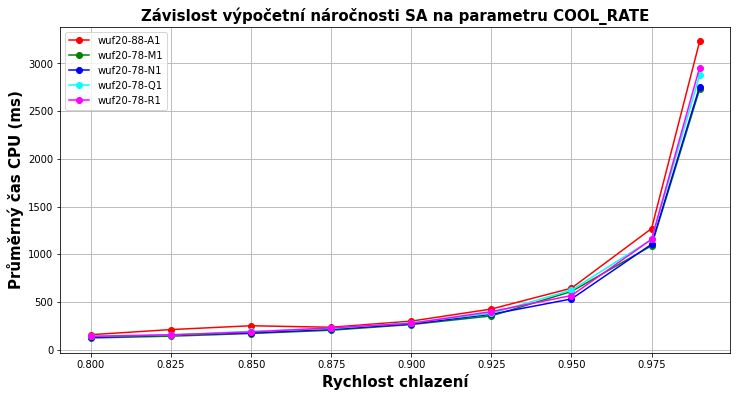 Závislost výpočetní náročnosti SA na parametru COOL_RATE
wuf20-88-A1
wuf20-78-M1
wuf20-78-N1
wuf20-78-Q1
wuf20-78-R1
Průměrný čas CPU (ms)
3000
2500
2000
1500
1000
500
0
0.800 0.825 0.850 0.875 0.900 0.925 0.950 0.975
Rychlost chlazení